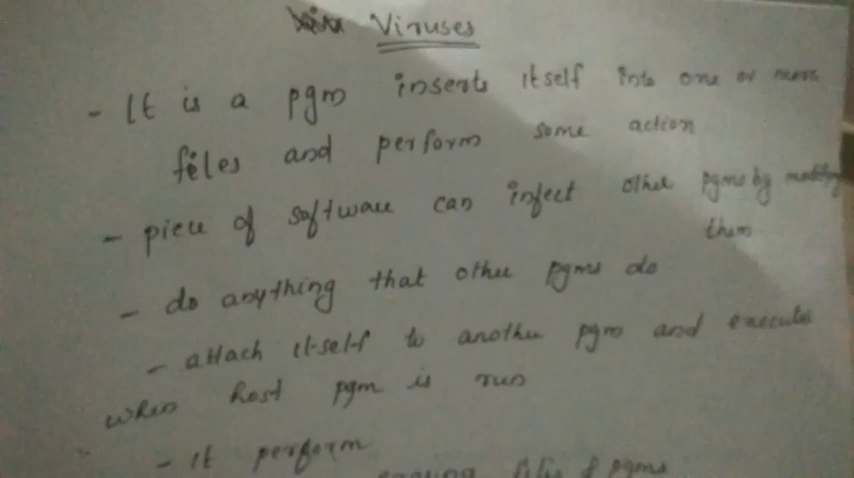 Viruses
- It is a pgm inserts itself into one or more
files and perform some action
- piece of software can infect other pgms by modifying
them
- do anything that other pgms do
- attach itself to another pgm and executes
when host pgm is run
- It perform
files & pgms